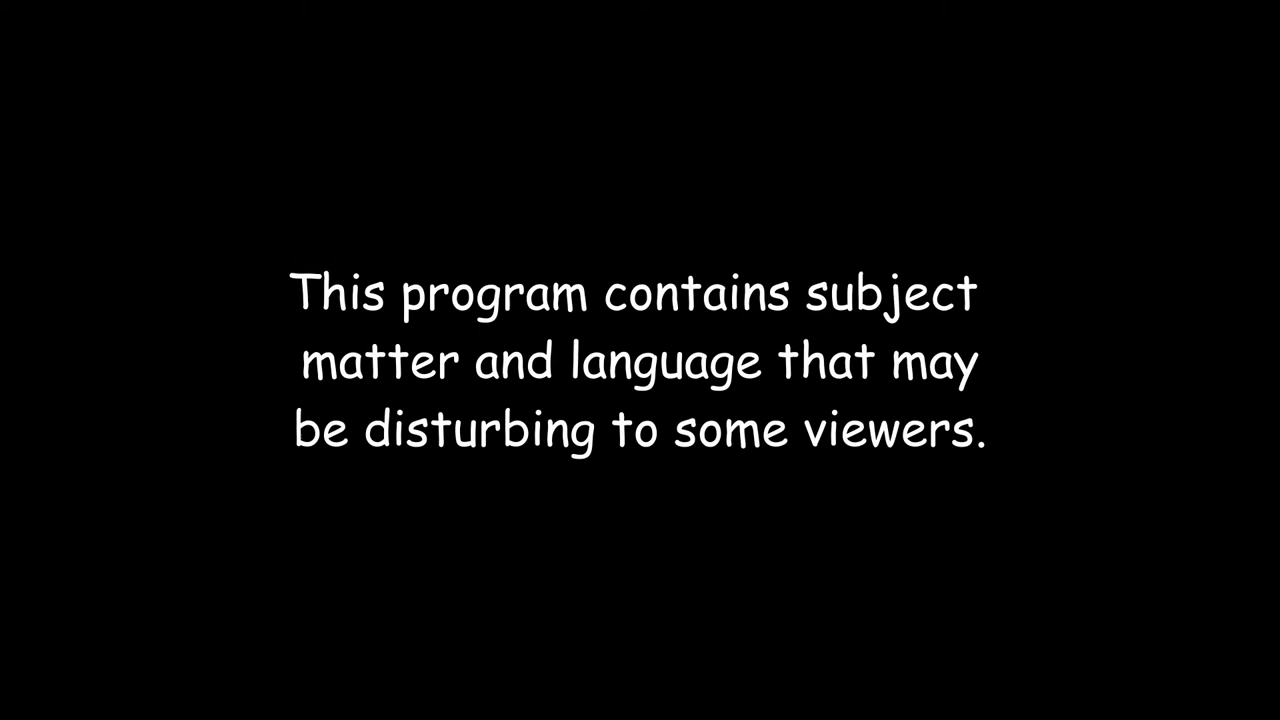 This program contains subject
matter and language that may
be disturbing to some viewers.